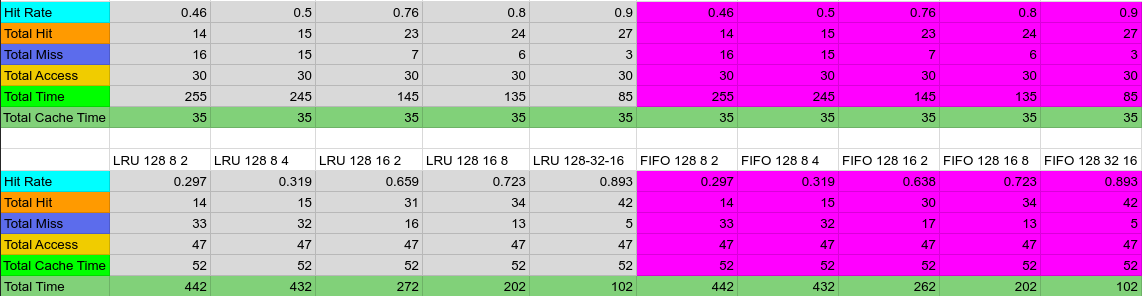 Hit Rate 0.46 0.5 0.76 0.8 0.9 0.46 0.5 0.76 0.8 0.9
Total Hit 14 15 23 24 27 14 15 23 24 27
Total Miss 16 15 7 6 3 16 15 7 6 3
Total Access 30 30 30 30 30 30 30 30 30 30
Total Time 255 245 145 135 85 255 245 145 135 85
Total Cache Time 35 35 35 35 35 35 35 35 35 35
LRU 128 8 2 LRU 128 8 4 LRU 128 16 2 LRU 128 16 8 LRU 128-32-16 FIFO 128 8 2 FIFO 128 8 4 FIFO 128 16 2 FIFO 128 16 8 FIFO 128 32 16
Hit Rate 0.297 0.319 0.659 0.723 0.893 0.297 0.319 0.638 0.723 0.893
Total Hit 14 15 31 34 42 14 15 30 34 42
Total Miss 33 32 16 13 5 33 32 17 13 5
Total Access 47 47 47 47 47 47 47 47 47 47
Total Cache Time 52 52 52 52 52 52 52 52 52 52
Total Time 442 432 272 202 102 442 432 262 202 102